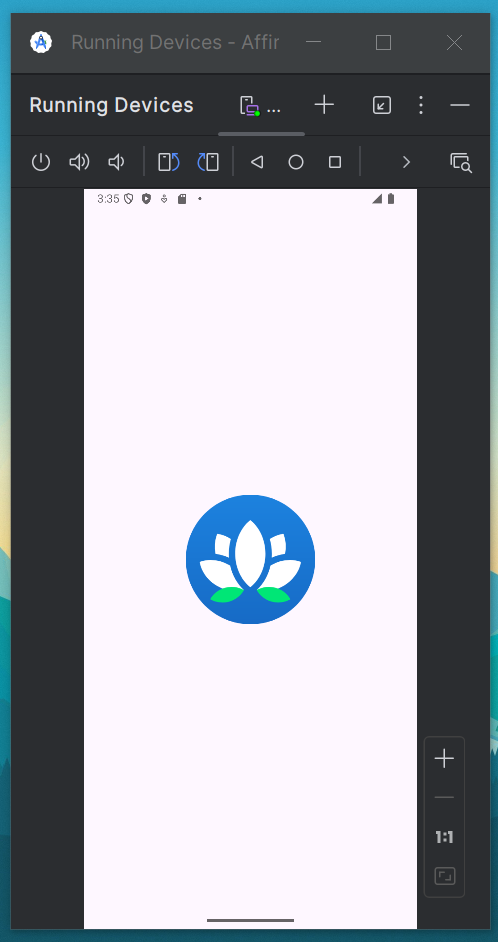 Running Devices - Affir
Running Devices
...
3:35
1:1